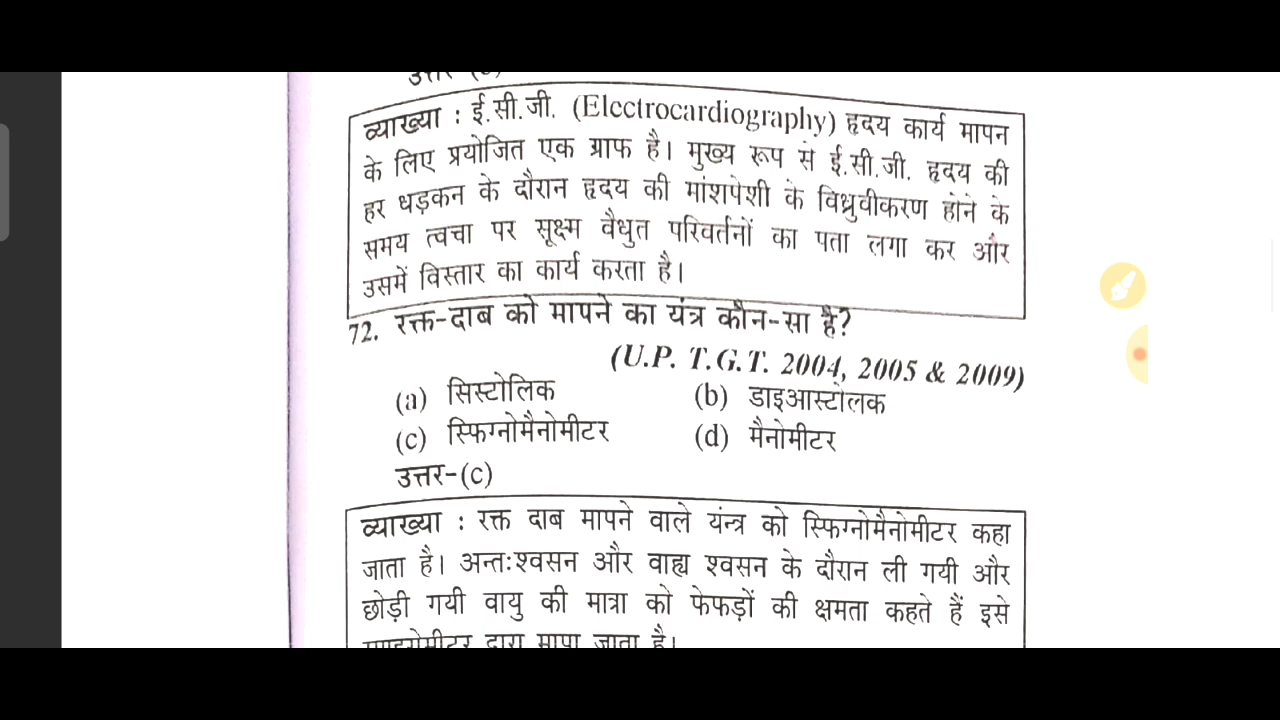 व्याख्या : ई.सी.जी. (Electrocardiography) हृदय कार्य मापन
के लिए प्रयोजित एक ग्राफ है। मुख्य रूप से ई.सी.जी. हृदय की
हर धड़कन के दौरान हृदय की मांशपेशी के विध्रुवीकरण होने के
समय त्वचा पर सूक्ष्म वैधुत परिवर्तनों का पता लगा कर और
उसमें विस्तार का कार्य करता है।
72. रक्त-दाब को मापने का यंत्र कौन-सा है?
(U.P. T.G.T. 2004, 2005 & 2009)
(a) सिस्टोलिक (b) डाइआस्टोलक
(c) स्फिग्नोमैनोमीटर (d) मैनोमीटर
उत्तर-(c)
व्याख्या : रक्त दाब मापने वाले यंन्त्र को स्फिग्नोमैनोमीटर कहा
जाता है। अन्तःश्वसन और वाह्य श्वसन के दौरान ली गयी और
छोड़ी गयी वायु की मात्रा को फेफड़ों की क्षमता कहते हैं इसे
द्वारा मापा जाता है।